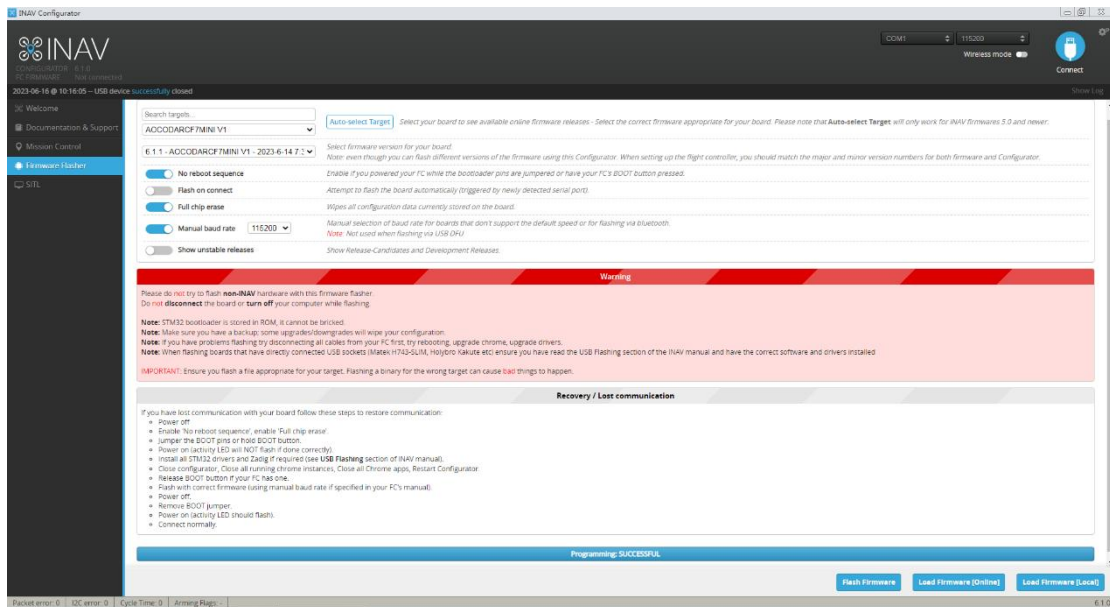 INAV Configurator
INAV
CONFIGURATOR 6.1.0
FC FIRMWARE Not connected
COM1
115200
Wireless mode
Connect
2023-06-16 @ 10:16:05 -- USB device successfully closed
Show Log
Welcome
Documentation & Support
Mission Control
Firmware Flasher
SITL
Search targets...
AOCODARCF7MINI V1
Auto-select Target
Select your board to see available online firmware releases - Select the correct firmware appropriate for your board. Please note that Auto-select Target will only work for INAV firmwares 5.0 and newer.
6.1.1 - AOCODARCF7MINI V1 - 2023-6-14 7:3
Select firmware version for your board.
Note: even though you can flash different versions of the firmware using this Configurator. When setting up the flight controller, you should match the major and minor version numbers for both firmware and Configurator.
No reboot sequence
Enable if you powered your FC while the bootloader pins are jumpered or have your FC's BOOT button pressed.
Flash on connect
Attempt to flash the board automatically (triggered by newly detected serial port)
Full chip erase
Wipes all configuration data currently stored on the board.
Manual baud rate 115200
Manual selection of baud rate for boards that don't support the default speed or for flashing via bluetooth.
Note: Not used when flashing via USB DFU
Show unstable releases
Show Release-Candidates and Development Releases.
Warning
Please do not try to flash non-INAV hardware with this firmware flasher.
Do not disconnect the board or turn off your computer while flashing
Note: STM32 bootloader is stored in ROM, it cannot be bricked.
Note: Make sure you have a backup; some upgrades/downgrades will wipe your configuration.
Note: If you have problems flashing try disconnecting all cables from your FC first, try rebooting, upgrade chrome, upgrade drivers.
Note: When flashing boards that have directly connected USB sockets (Matek H743-SLIM, Holybro Kakute etc) ensure you have read the USB Flashing section of the INAV manual and have the correct software and drivers installed
IMPORTANT: Ensure you flash a file appropriate for your target. Flashing a binary for the wrong target can cause bad things to happen.
Recovery / Lost communication
If you have lost communication with your board follow these steps to restore communication:
Power off
Enable 'No reboot sequence', enable 'Full chip erase'.
Jumper the BOOT pins or hold BOOT button.
Power on (activity LED will NOT flash if done correctly).
Install all STM32 drivers and Zadig if required (see USB Flashing section of INAV manual).
Close configurator, Close all running chrome instances, Close all Chrome apps, Restart Configurator
Release BOOT button if your FC has one.
Flash with correct firmware (using manual baud rate if specified in your FC's manual).
Power off.
Remove BOOT jumper.
Power on (activity LED should flash).
Connect normally.
Programming: SUCCESSFUL
Flash Firmware
Load Firmware [Online]
Load Firmware [Local]
Packet error: 0
I2C error: 0
Cycle Time: 0
Arming Flags: -
6.1.0